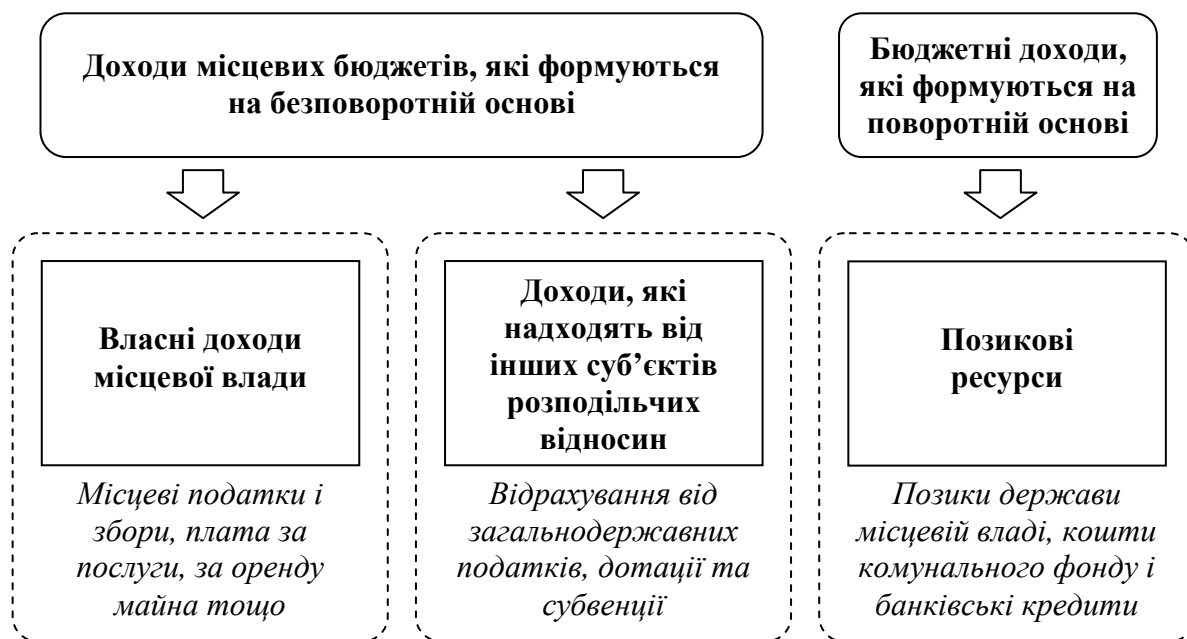 Доходи місцевих бюджетів, які формуються
на безповоротній основі
Бюджетні доходи,
які формуються на
поворотній основі
Власні доходи
місцевої влади
Місцеві податки і
збори, плата за
послуги, за оренду
майна тощо
Доходи, які
надходять від
інших суб’єктів
розподільчих
відносин
Відрахування від
загальнодержавних
податків, дотації та
субвенції
Позикові
ресурси
Позики держави
місцевій владі, кошти
комунального фонду і
банківські кредити